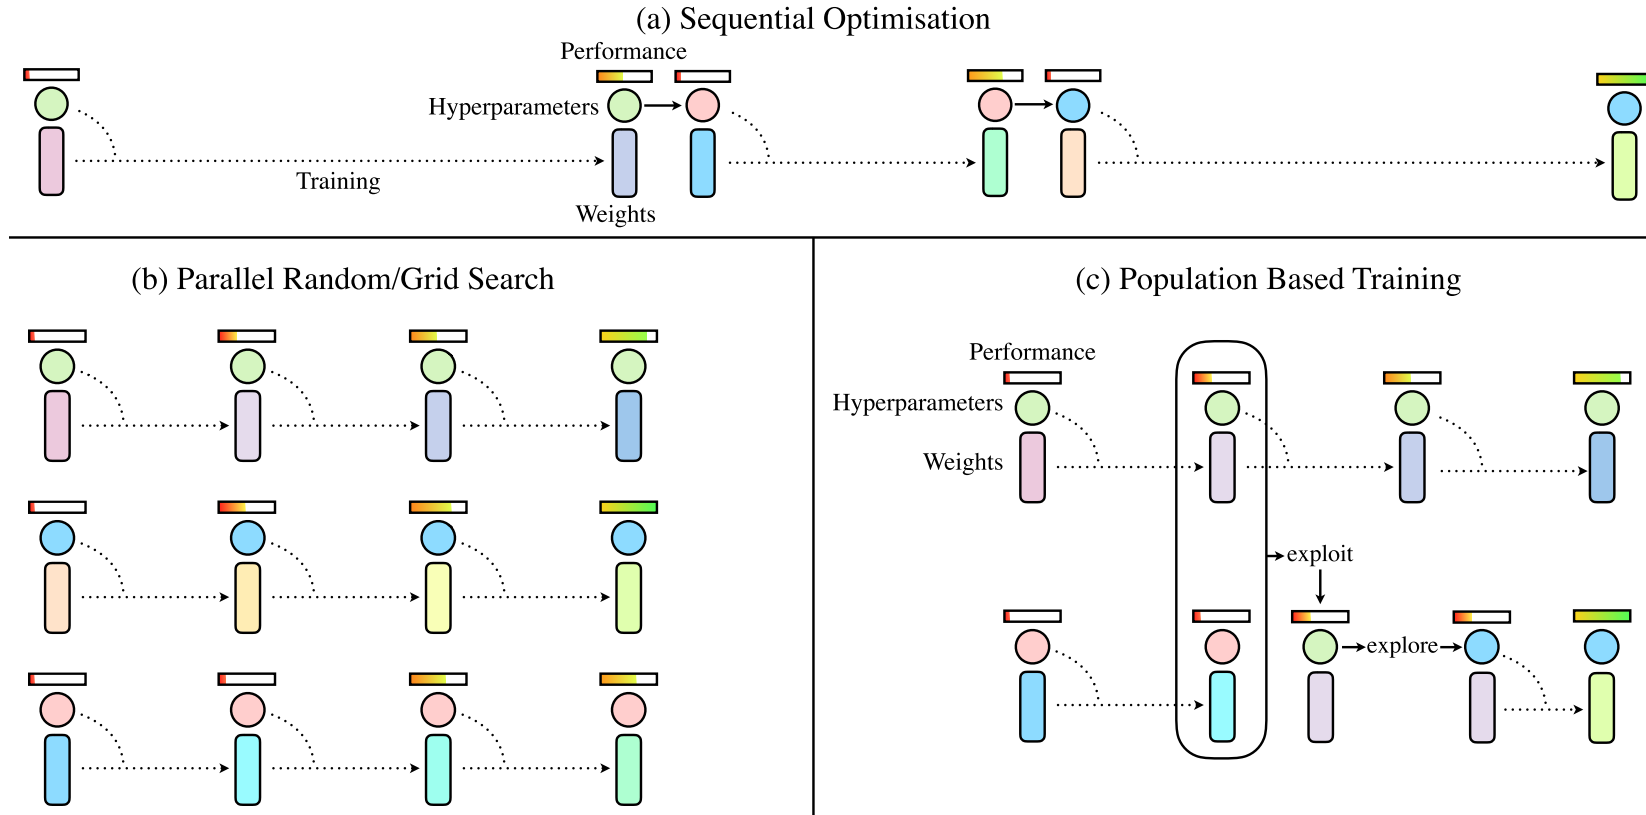 (a) Sequential Optimisation
Performance
Hyperparameters
Training
Weights
(b) Parallel Random/Grid Search
(c) Population Based Training
Performance
Hyperparameters
Weights
exploit
explore